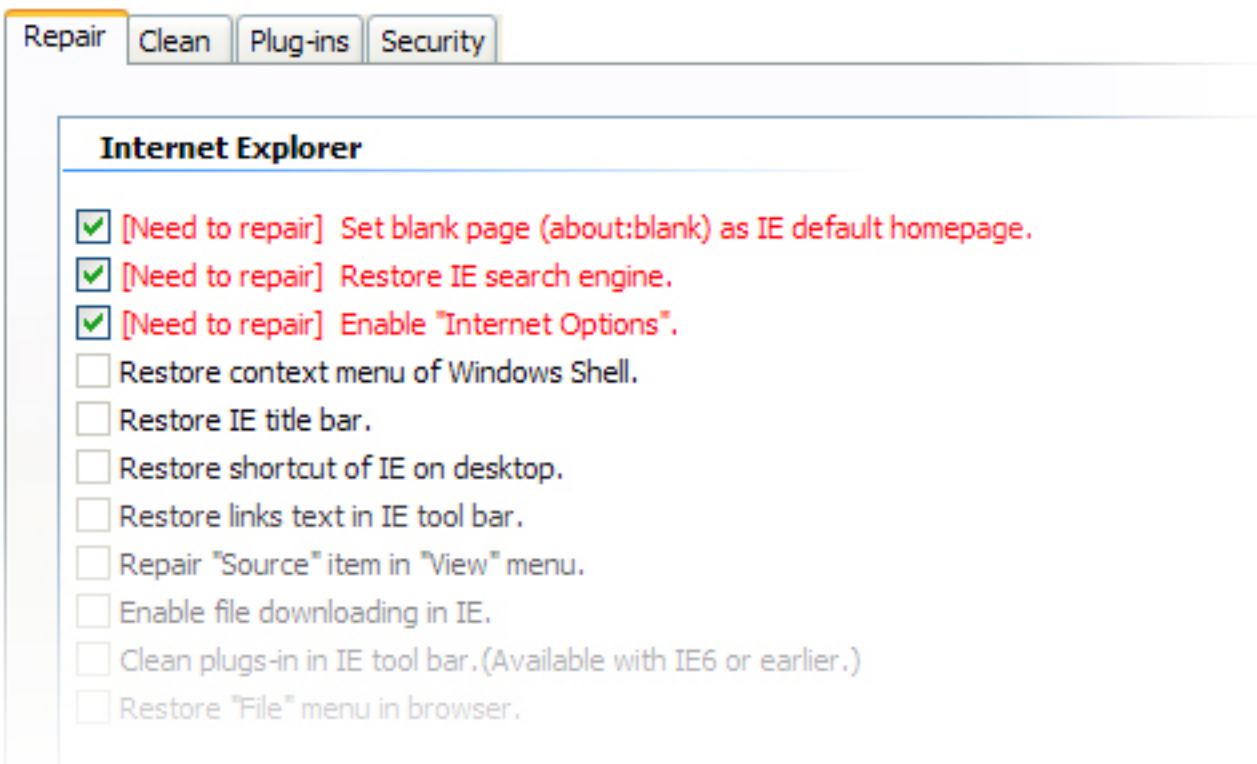 Repair Clean Plug-ins Security
Internet Explorer
[Need to repair] Set blank page (about:blank) as IE default homepage.
[Need to repair] Restore IE search engine.
[Need to repair] Enable "Internet Options".
Restore context menu of Windows Shell.
Restore IE title bar.
Restore shortcut of IE on desktop.
Restore links text in IE tool bar.
Repair "Source" item in "View" menu.
Enable file downloading in IE.
Clean plugs-in in IE tool bar.(Available with IE6 or earlier.)
Restore "File" menu in browser.